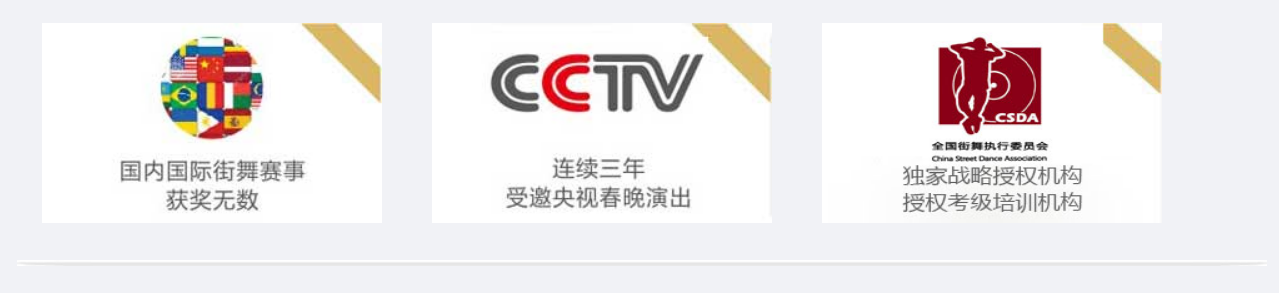 国内国际街舞赛事
获奖无数
CCTV
连续三年
受邀央视春晚演出
CSDA
全国街舞执行委员会
China Street Dance Association
独家战略授权机构
授权考级培训机构